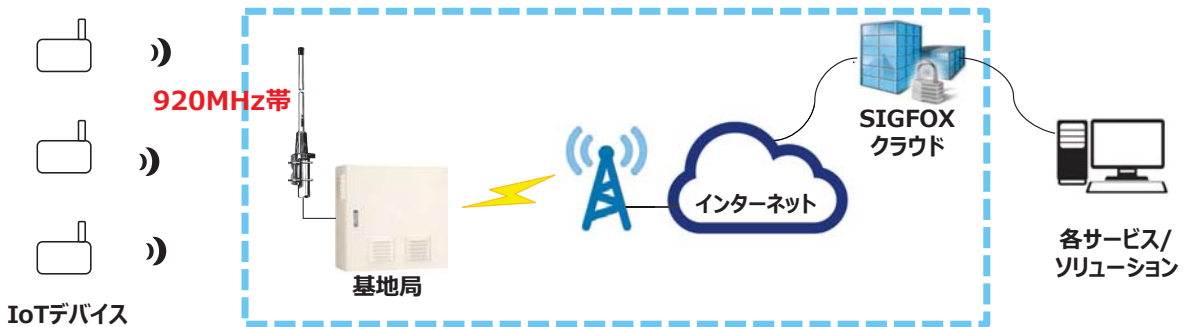 920MHz帯
SIGFOX
クラウド
インターネット
基地局
各サービス/
ソリューション
IoTデバイス